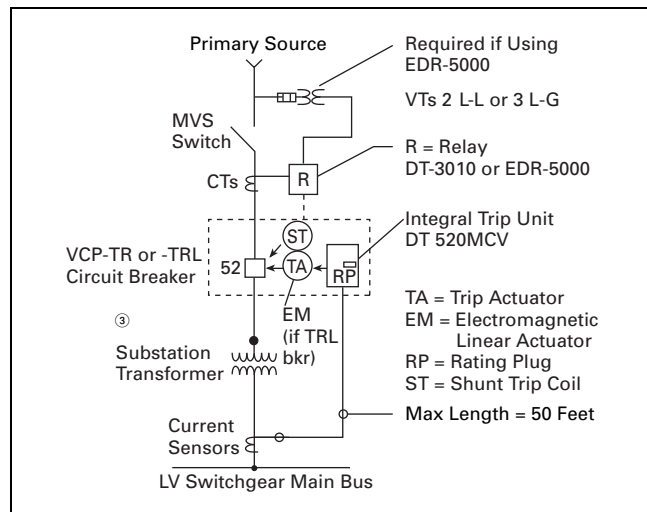 Primary Source
Required if Using
EDR-5000
VTs 2 L-L or 3 L-G
MVS
Switch
R = Relay
DT-3010 or EDR-5000
CTs
R
Integral Trip Unit
DT 520MCV
ST
VCP-TR or -TRL
Circuit Breaker
52
TA
RP
EM
(if TRL
bkr)
TA = Trip Actuator
EM = Electromagnetic
Linear Actuator
RP = Rating Plug
ST = Shunt Trip Coil
③
Substation
Transformer
Max Length = 50 Feet
Current
Sensors
LV Switchgear Main Bus